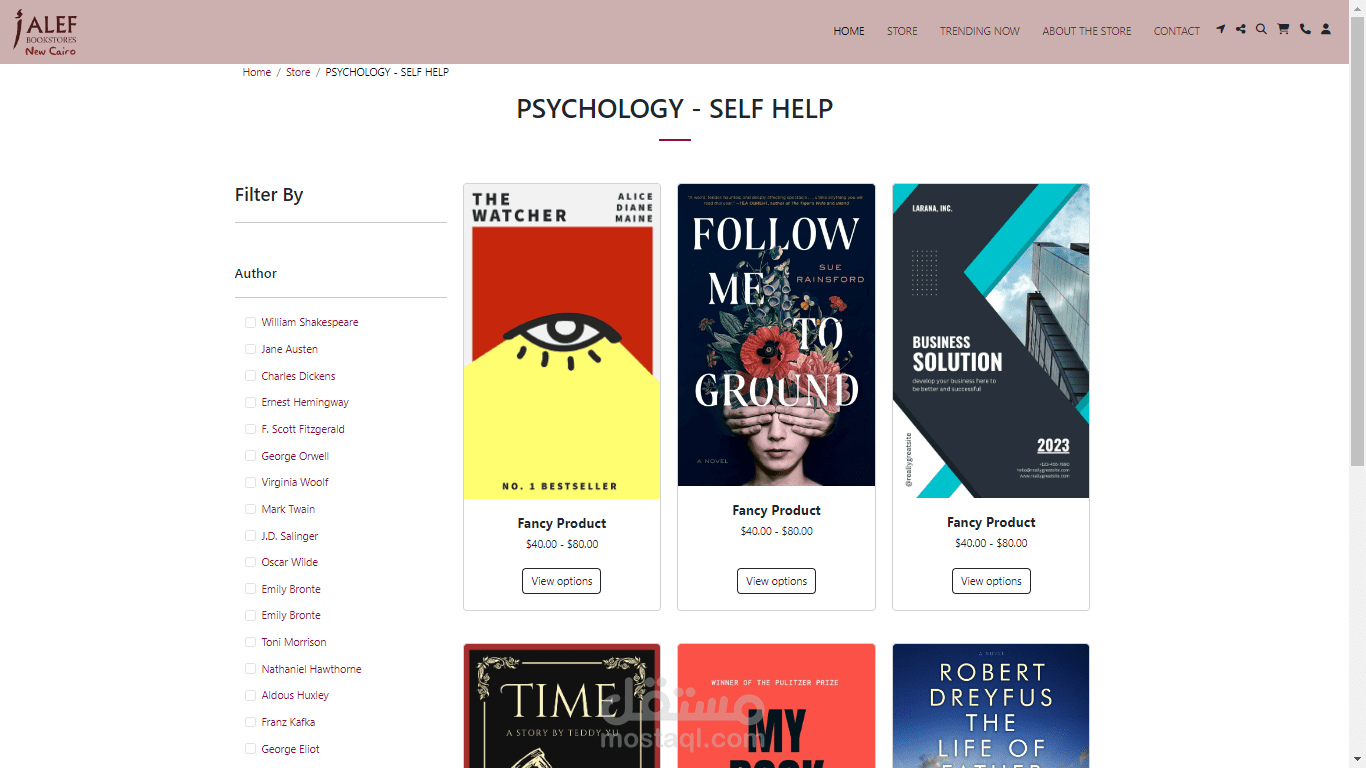 ALEF
BOOKSTORES
New Cairo
HOME
STORE
TRENDING NOW
ABOUT THE STORE
CONTACT
Home / Store / PSYCHOLOGY - SELF HELP
PSYCHOLOGY - SELF HELP
Filter By
Author
William Shakespeare
Jane Austen
Charles Dickens
Ernest Hemingway
F. Scott Fitzgerald
George Orwell
Virginia Woolf
Mark Twain
J.D. Salinger
Oscar Wilde
Emily Bronte
Emily Bronte
Toni Morrison
Nathaniel Hawthorne
Aldous Huxley
Franz Kafka
George Eliot
THE
WATCHER
ALICE
DIANE
MAINE
NO. 1 BESTSELLER
Fancy Product
$40.00 - $80.00
View options
FOLLOW
ME
SUE
RAINSFORD
TO
GROUND
A NOVEL
Fancy Product
$40.00 - $80.00
View options
LARANA, INC.
BUSINESS
SOLUTION
develop your business here to
be better and successful
@reallygreatsite
2023
hello@reallygreatsite.com
www.reallygreatsite.com
Fancy Product
$40.00 - $80.00
View options
TIME
A STORY BY TEDDY YU
WINNER OF THE PULITZER PRIZE
MY
BOOK
A NOVEL
ROBERT
DREYFUS
THE
LIFE OF
FATHER
مستقل
mostaql.com